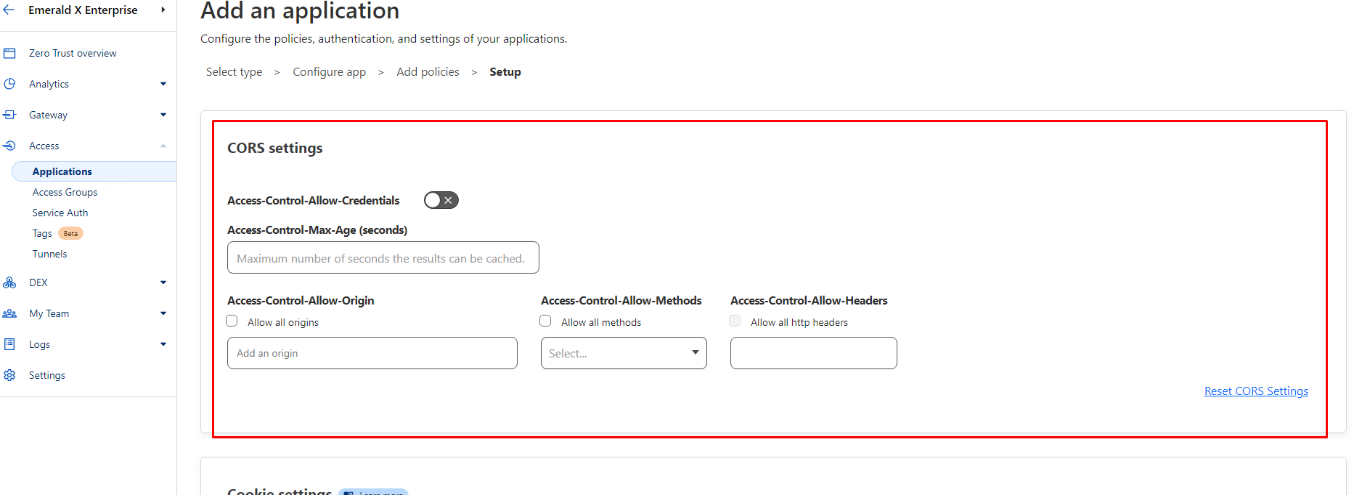 Emerald X Enterprise
Zero Trust overview
Analytics
Gateway
Access
Applications
Access Groups
Service Auth
Tags Beta
Tunnels
DEX
My Team
Logs
Settings
Add an application
Configure the policies, authentication, and settings of your applications.
Select type > Configure app > Add policies > Setup
CORS settings
Access-Control-Allow-Credentials
Access-Control-Max-Age (seconds)
Maximum number of seconds the results can be cached.
Access-Control-Allow-Origin Access-Control-Allow-Methods Access-Control-Allow-Headers
Allow all origins Allow all methods Allow all http headers
Add an origin Select...
Reset CORS Settings
Cookie settings Learn more